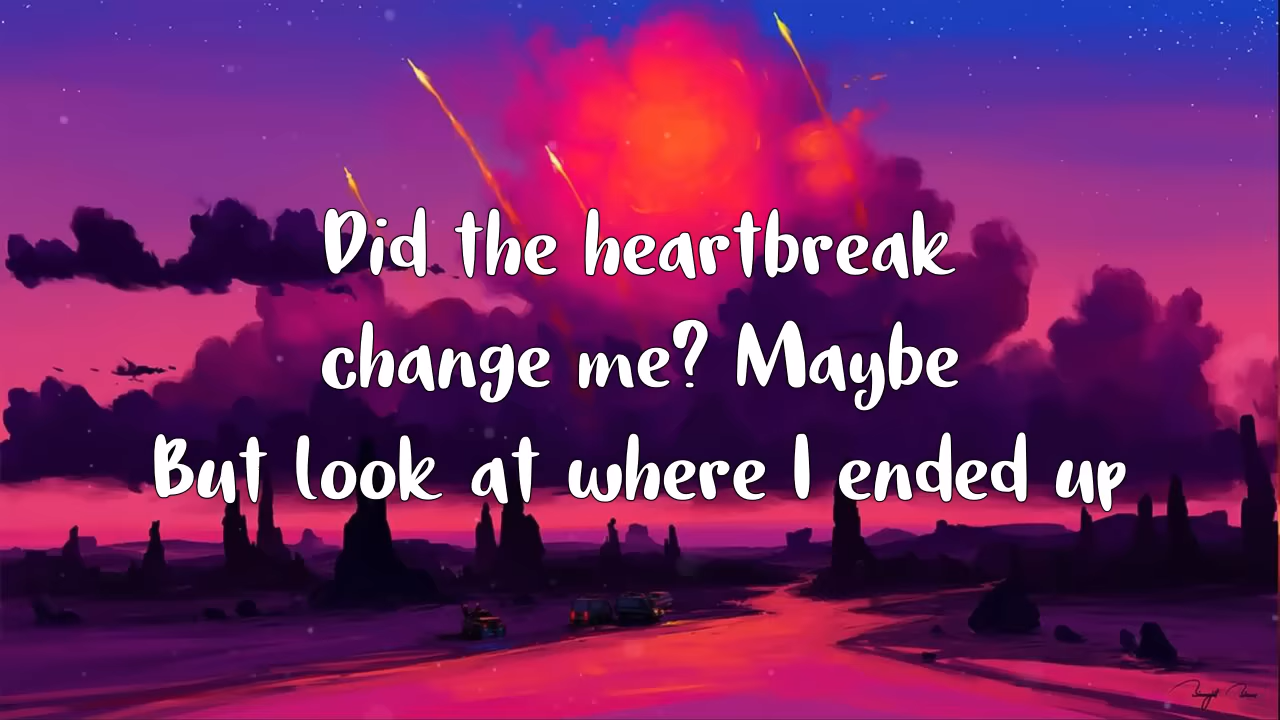 Did the heartbreak
change me? Maybe
But look at where I ended up